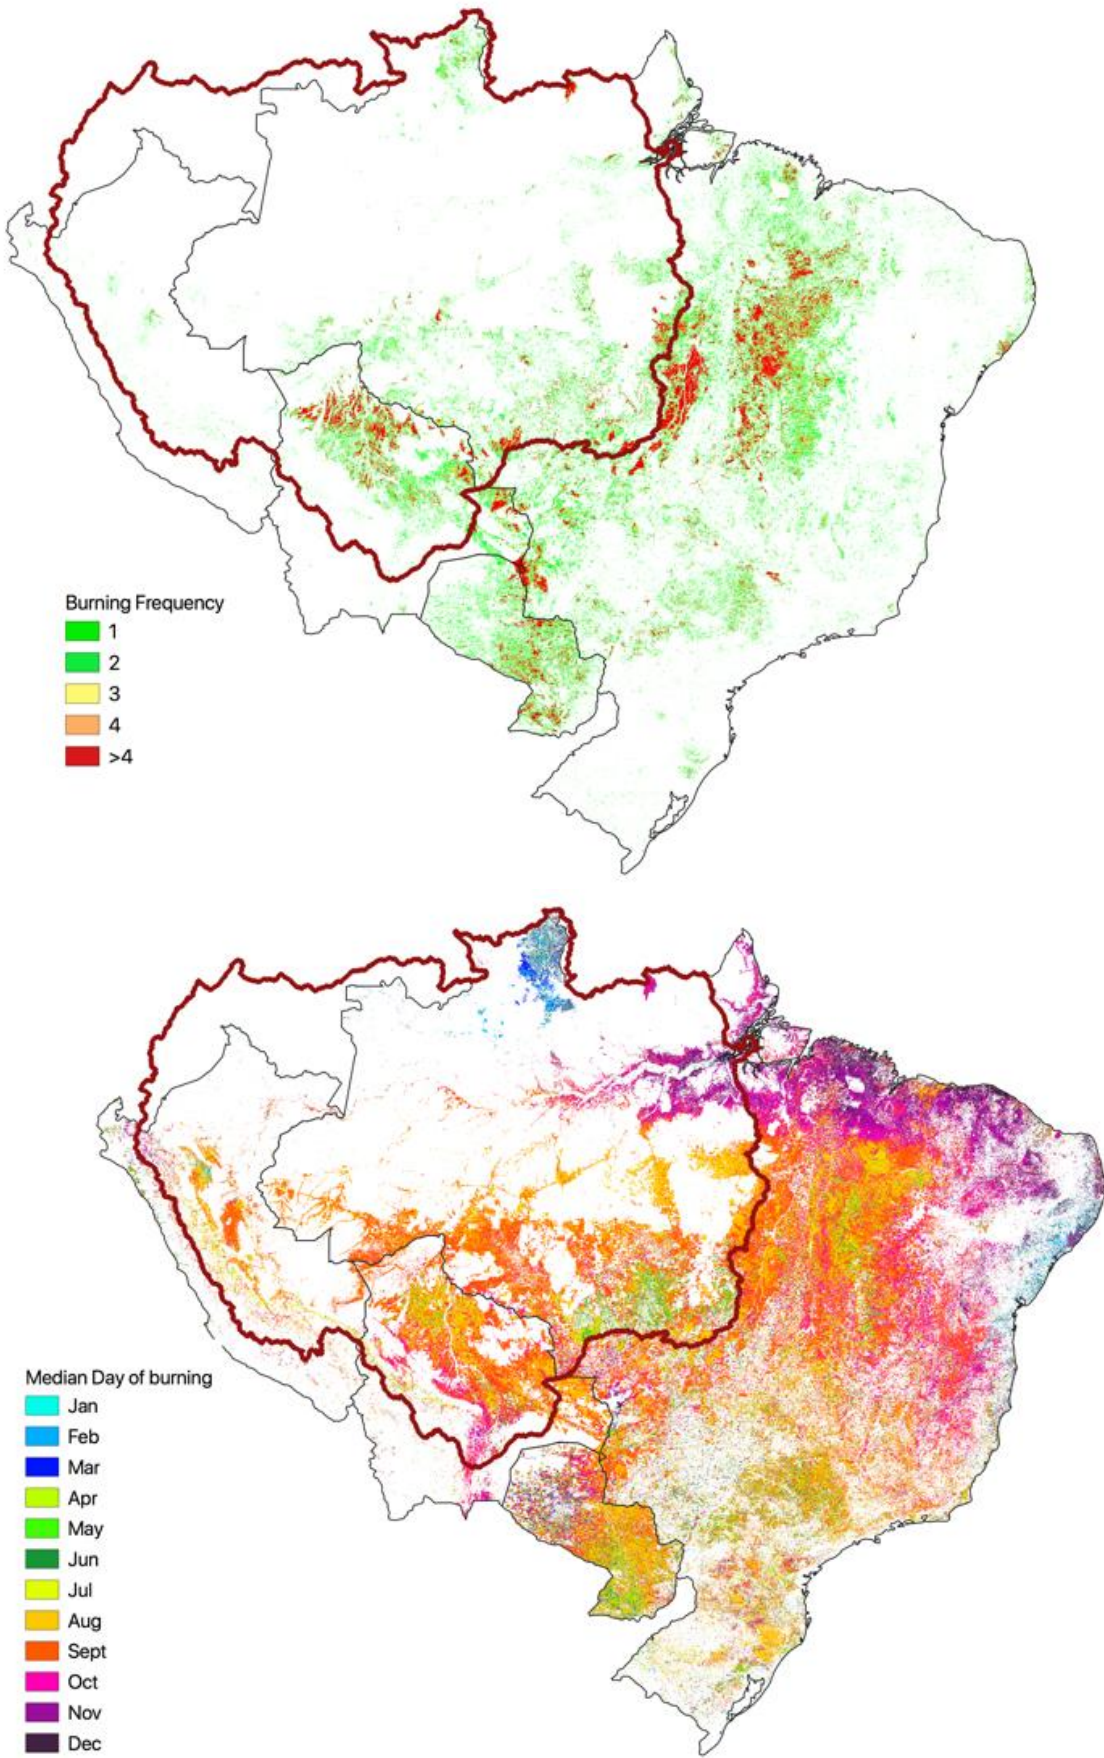 Burning Frequency
1
2
3
4
>4
Median Day of burning
Jan
Feb
Mar
Apr
May
Jun
Jul
Aug
Sept
Oct
Nov
Dec